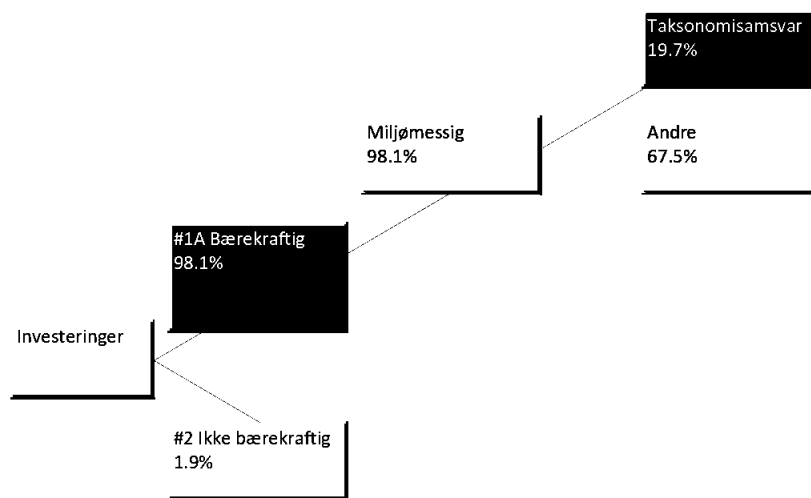 Taksonomisamsvar
19.7%
Miljømessig
98.1%
Andre
67.5%
#1A Bærekraftig
98.1%
Investeringer
#2 Ikke bærekraftig
1.9%